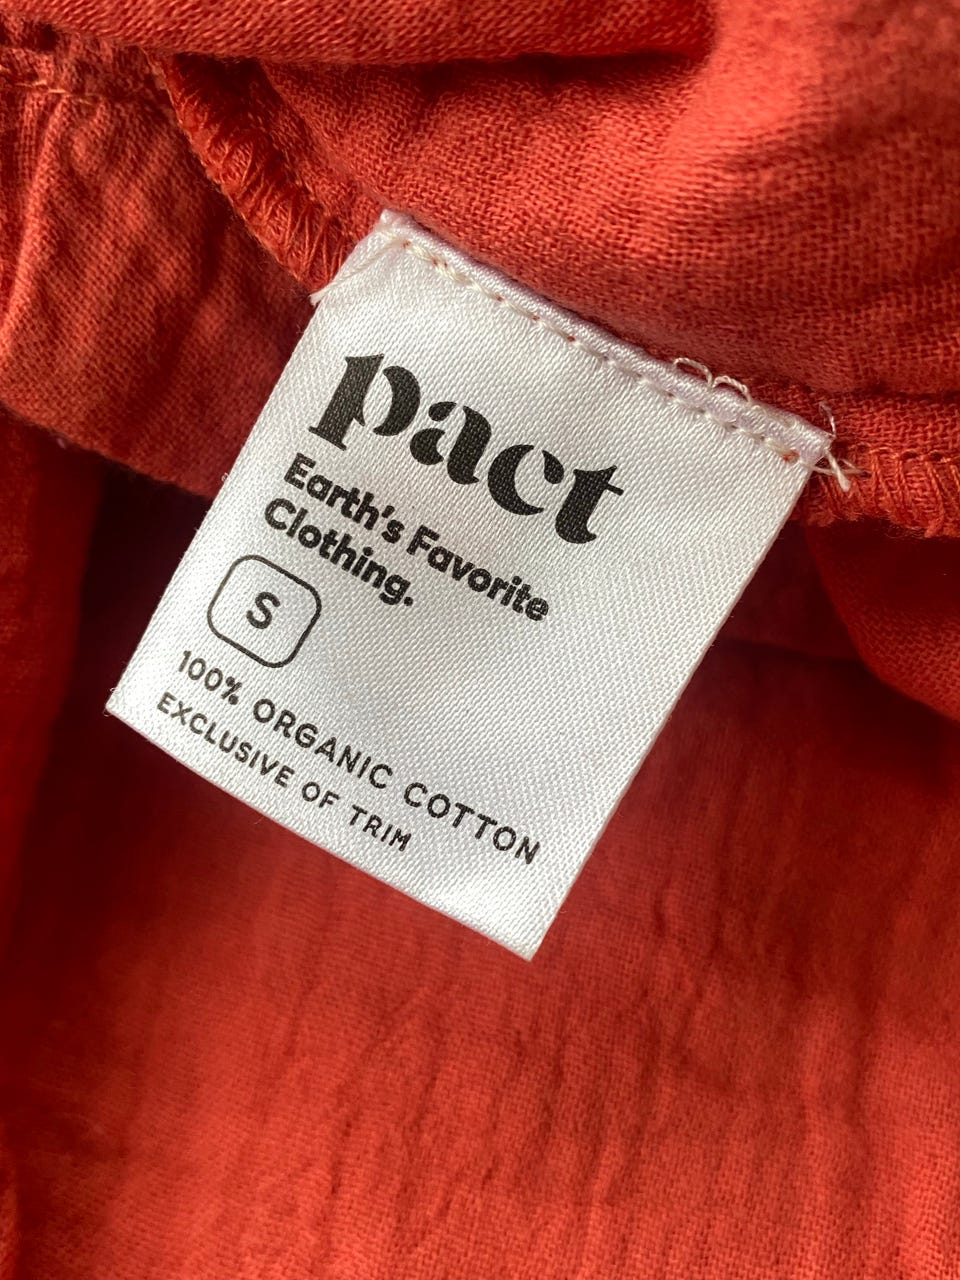 pact
Earth's Favorite
Clothing.
S
100% ORGANIC COTTON
EXCLUSIVE OF TRIM